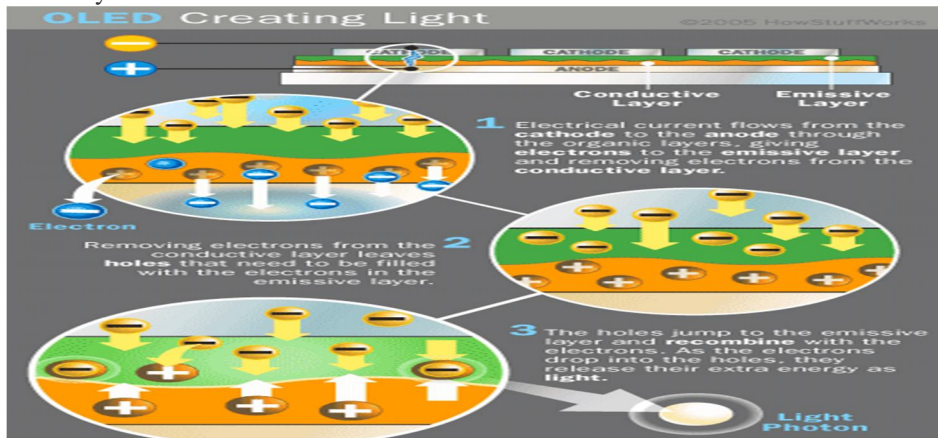 OLED Creating Light
©2005 HowStuffWorks
CATHODE CATHODE CATHODE
ANODE
Conductive
Layer
Emissive
Layer
1 Electrical current flows from the
cathode to the anode through
the organic layers, giving
electrons to the emissive layer
and removing electrons from the
conductive layer.
Electron
2 Removing electrons from the
conductive layer leaves
holes that need to be filled
with the electrons in the
emissive layer.
3 The holes jump to the emissive
layer and recombine with the
electrons. As the electrons
drop into the holes, they
release their extra energy as
light.
Light
Photon